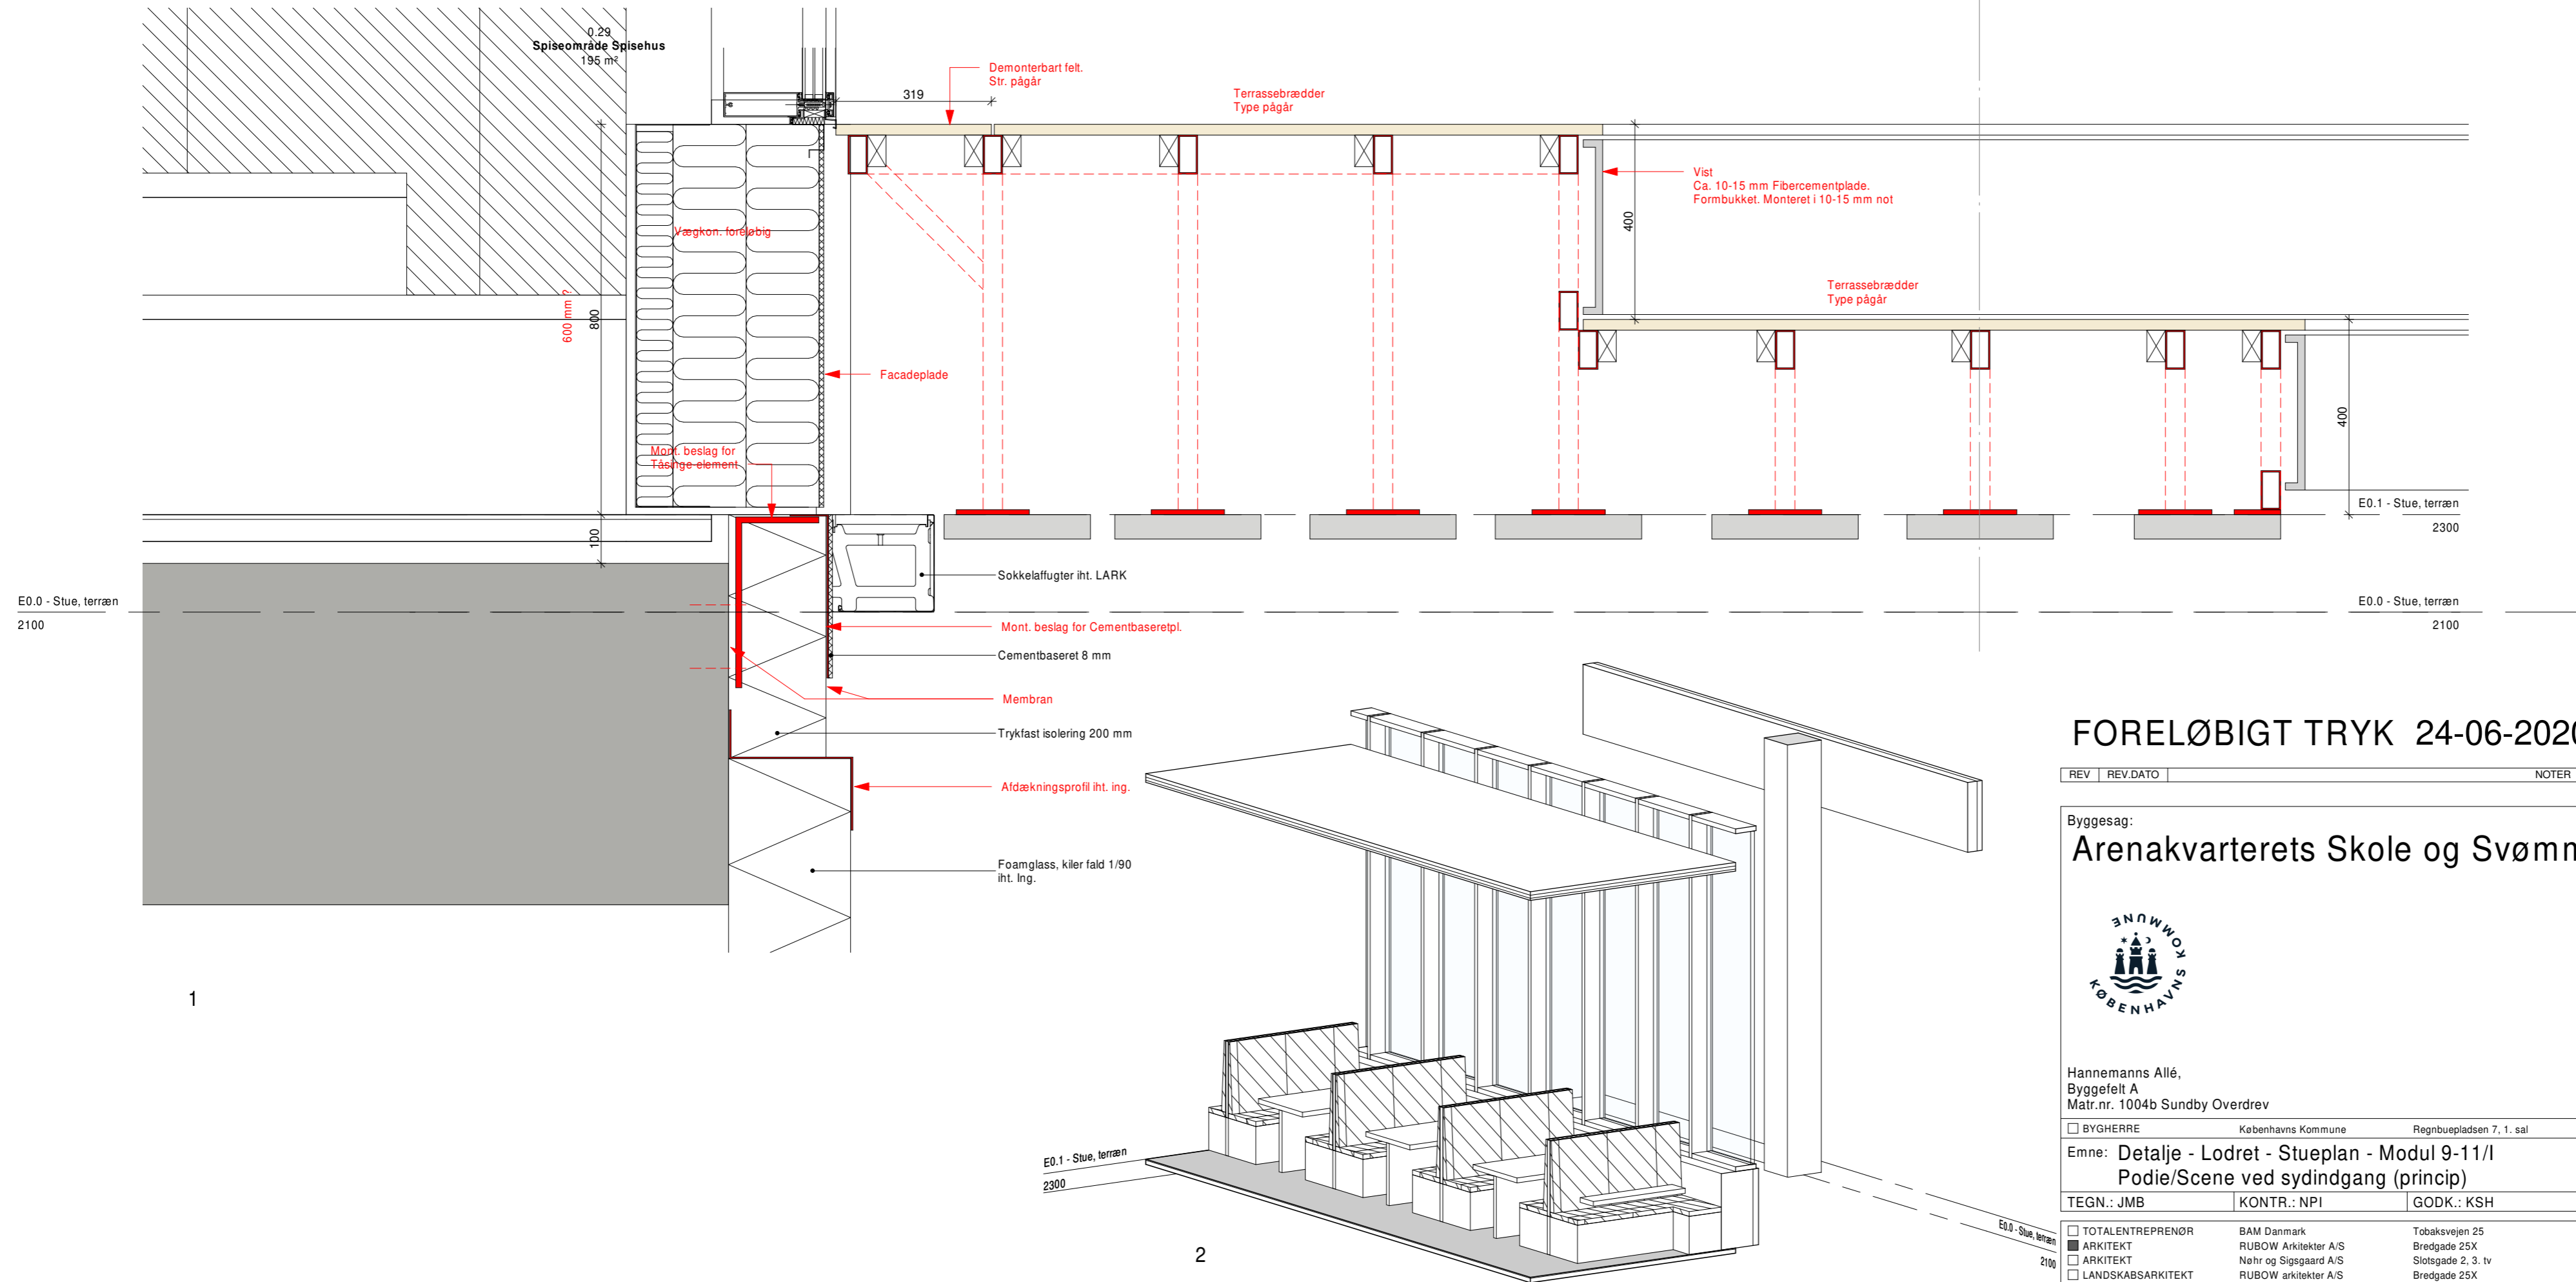 0.29
Spiseområde Spisehus
195 m²
319
Demonterbart felt.
Str. pågår
Terrassebrædder
Type pågår
Vist
Ca. 10-15 mm Fibercementplade.
Formbukket. Monteret i 10-15 mm not
400
Vægkon. foreløbig
600 mm ?
800
Facadeplade
Terrassebrædder
Type pågår
400
Mont. beslag for
Tåsinge element
100
E0.1 - Stue, terræn
2300
Sokkelaffugter iht. LARK
E0.0 - Stue, terræn
2100
E0.0 - Stue, terræn
2100
Mont. beslag for Cementbaseretpl.
Cementbaseret 8 mm
Membran
Trykfast isolering 200 mm
Afdækningsprofil iht. ing.
Foamglass, kiler fald 1/90
iht. Ing.
1
E0.1 - Stue, terræn
2300
E0.0 - Stue, terræn
2100
2
FORELØBIGT TRYK 24-06-2020
REV REV.DATO NOTER
Byggesag:
Arenakvarterets Skole og Svømm
KØBENHAVNS KOMMUNE
Hannemanns Allé,
Byggefelt A
Matr.nr. 1004b Sundby Overdrev
BYGHERRE Københavns Kommune Regnbuepladsen 7, 1. sal
Emne: Detalje - Lodret - Stueplan - Modul 9-11/I
Podie/Scene ved sydindgang (princip)
TEGN.: JMB KONTR.: NPI GODK.: KSH
TOTALENTREPRENØR BAM Danmark Tobaksvejen 25
ARKITEKT RUBOW Arkitekter A/S Bredgade 25X
ARKITEKT Nøhr og Sigsgaard A/S Slotsgade 2, 3. tv
LANDSKABSARKITEKT RUBOW arkitekter A/S Bredgade 25X